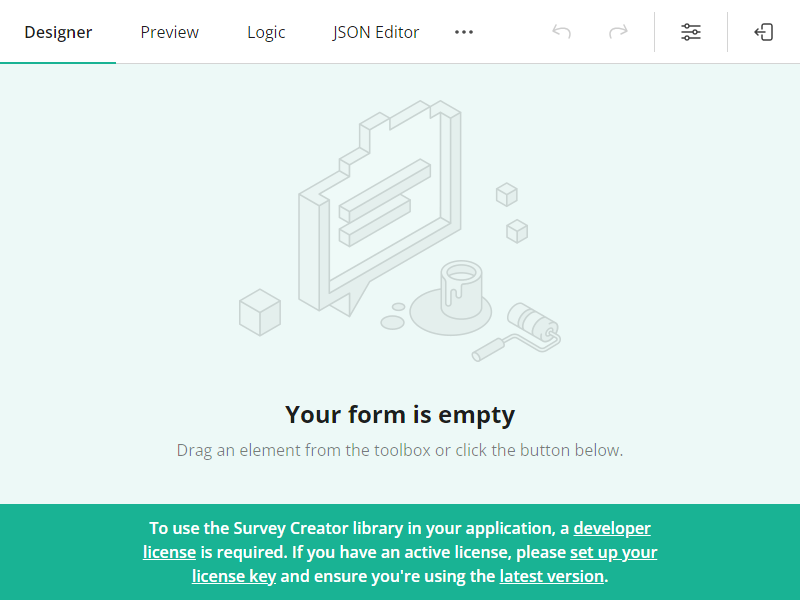 Designer Preview Logic JSON Editor
Your form is empty
Drag an element from the toolbox or click the button below.
To use the Survey Creator library in your application, a developer
license is required. If you have an active license, please set up your
license key and ensure you're using the latest version.